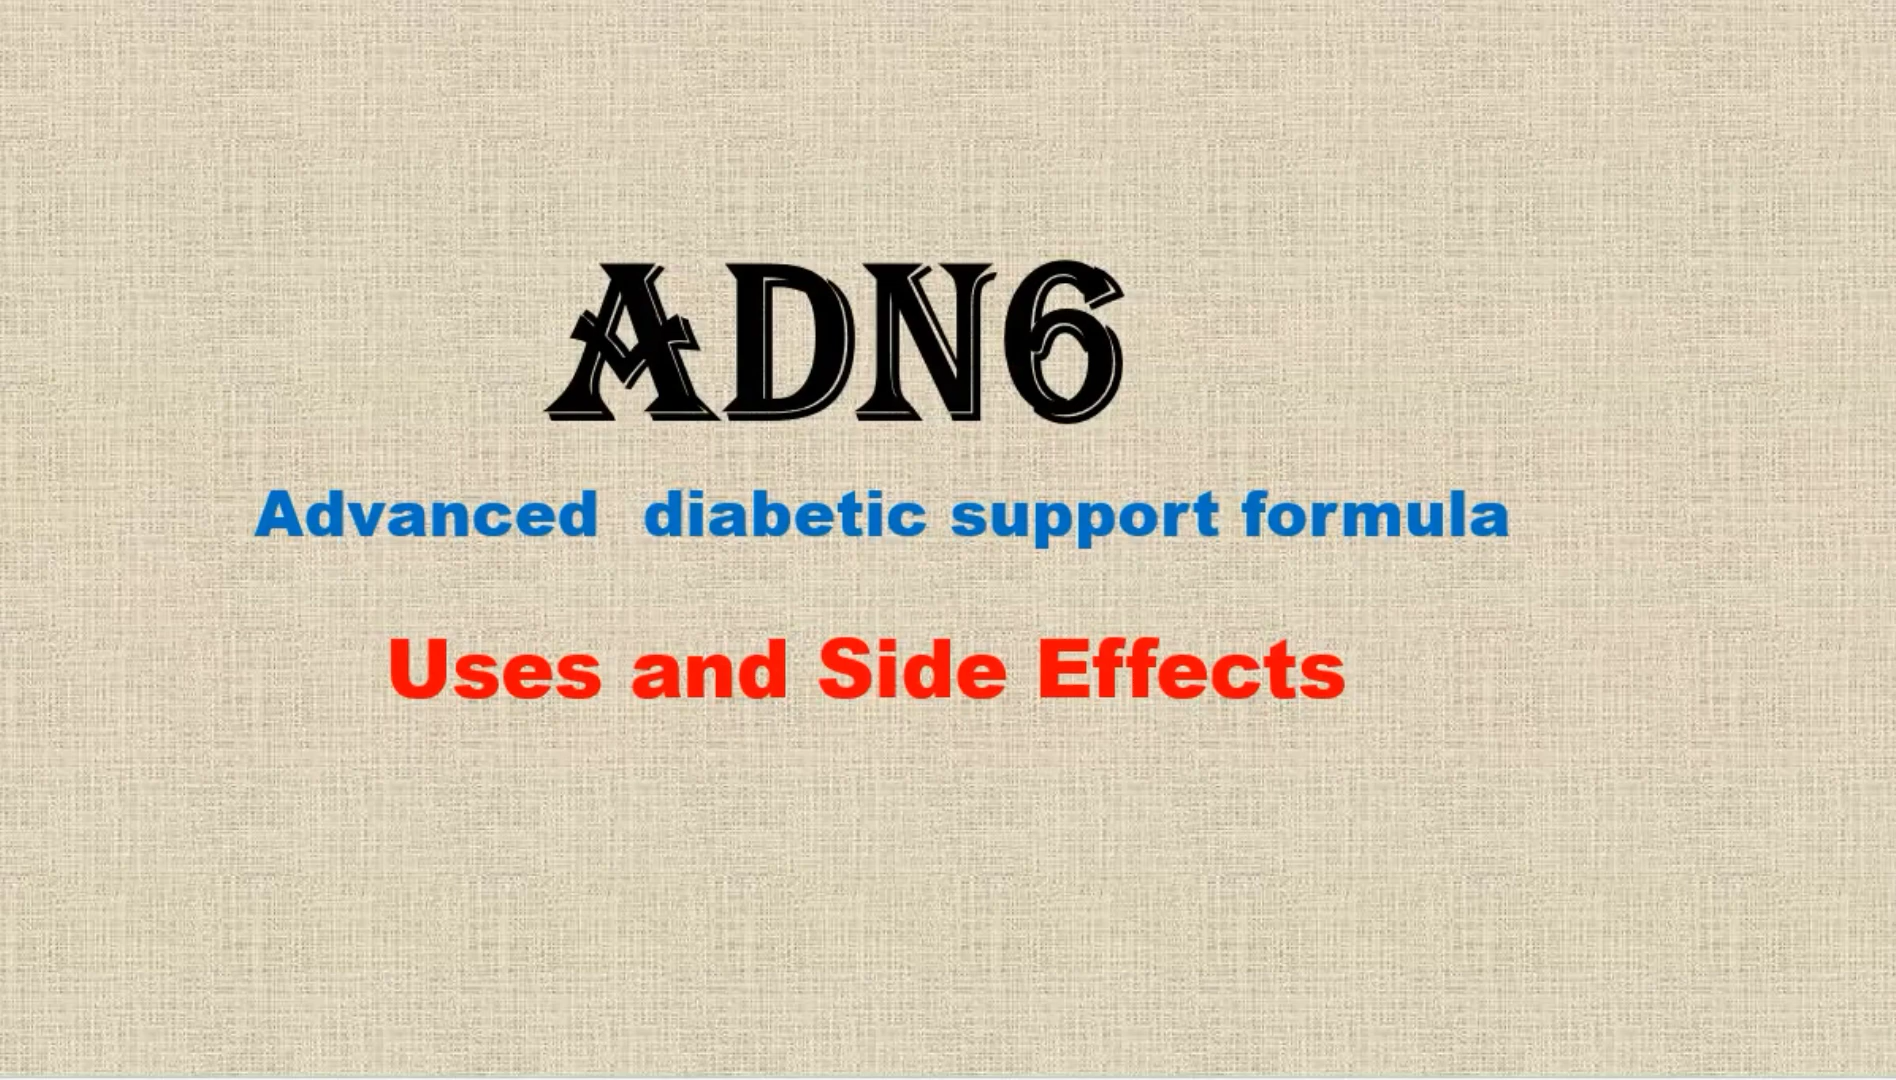 ADN6
Advanced  diabetic support formula
Uses and Side Effects